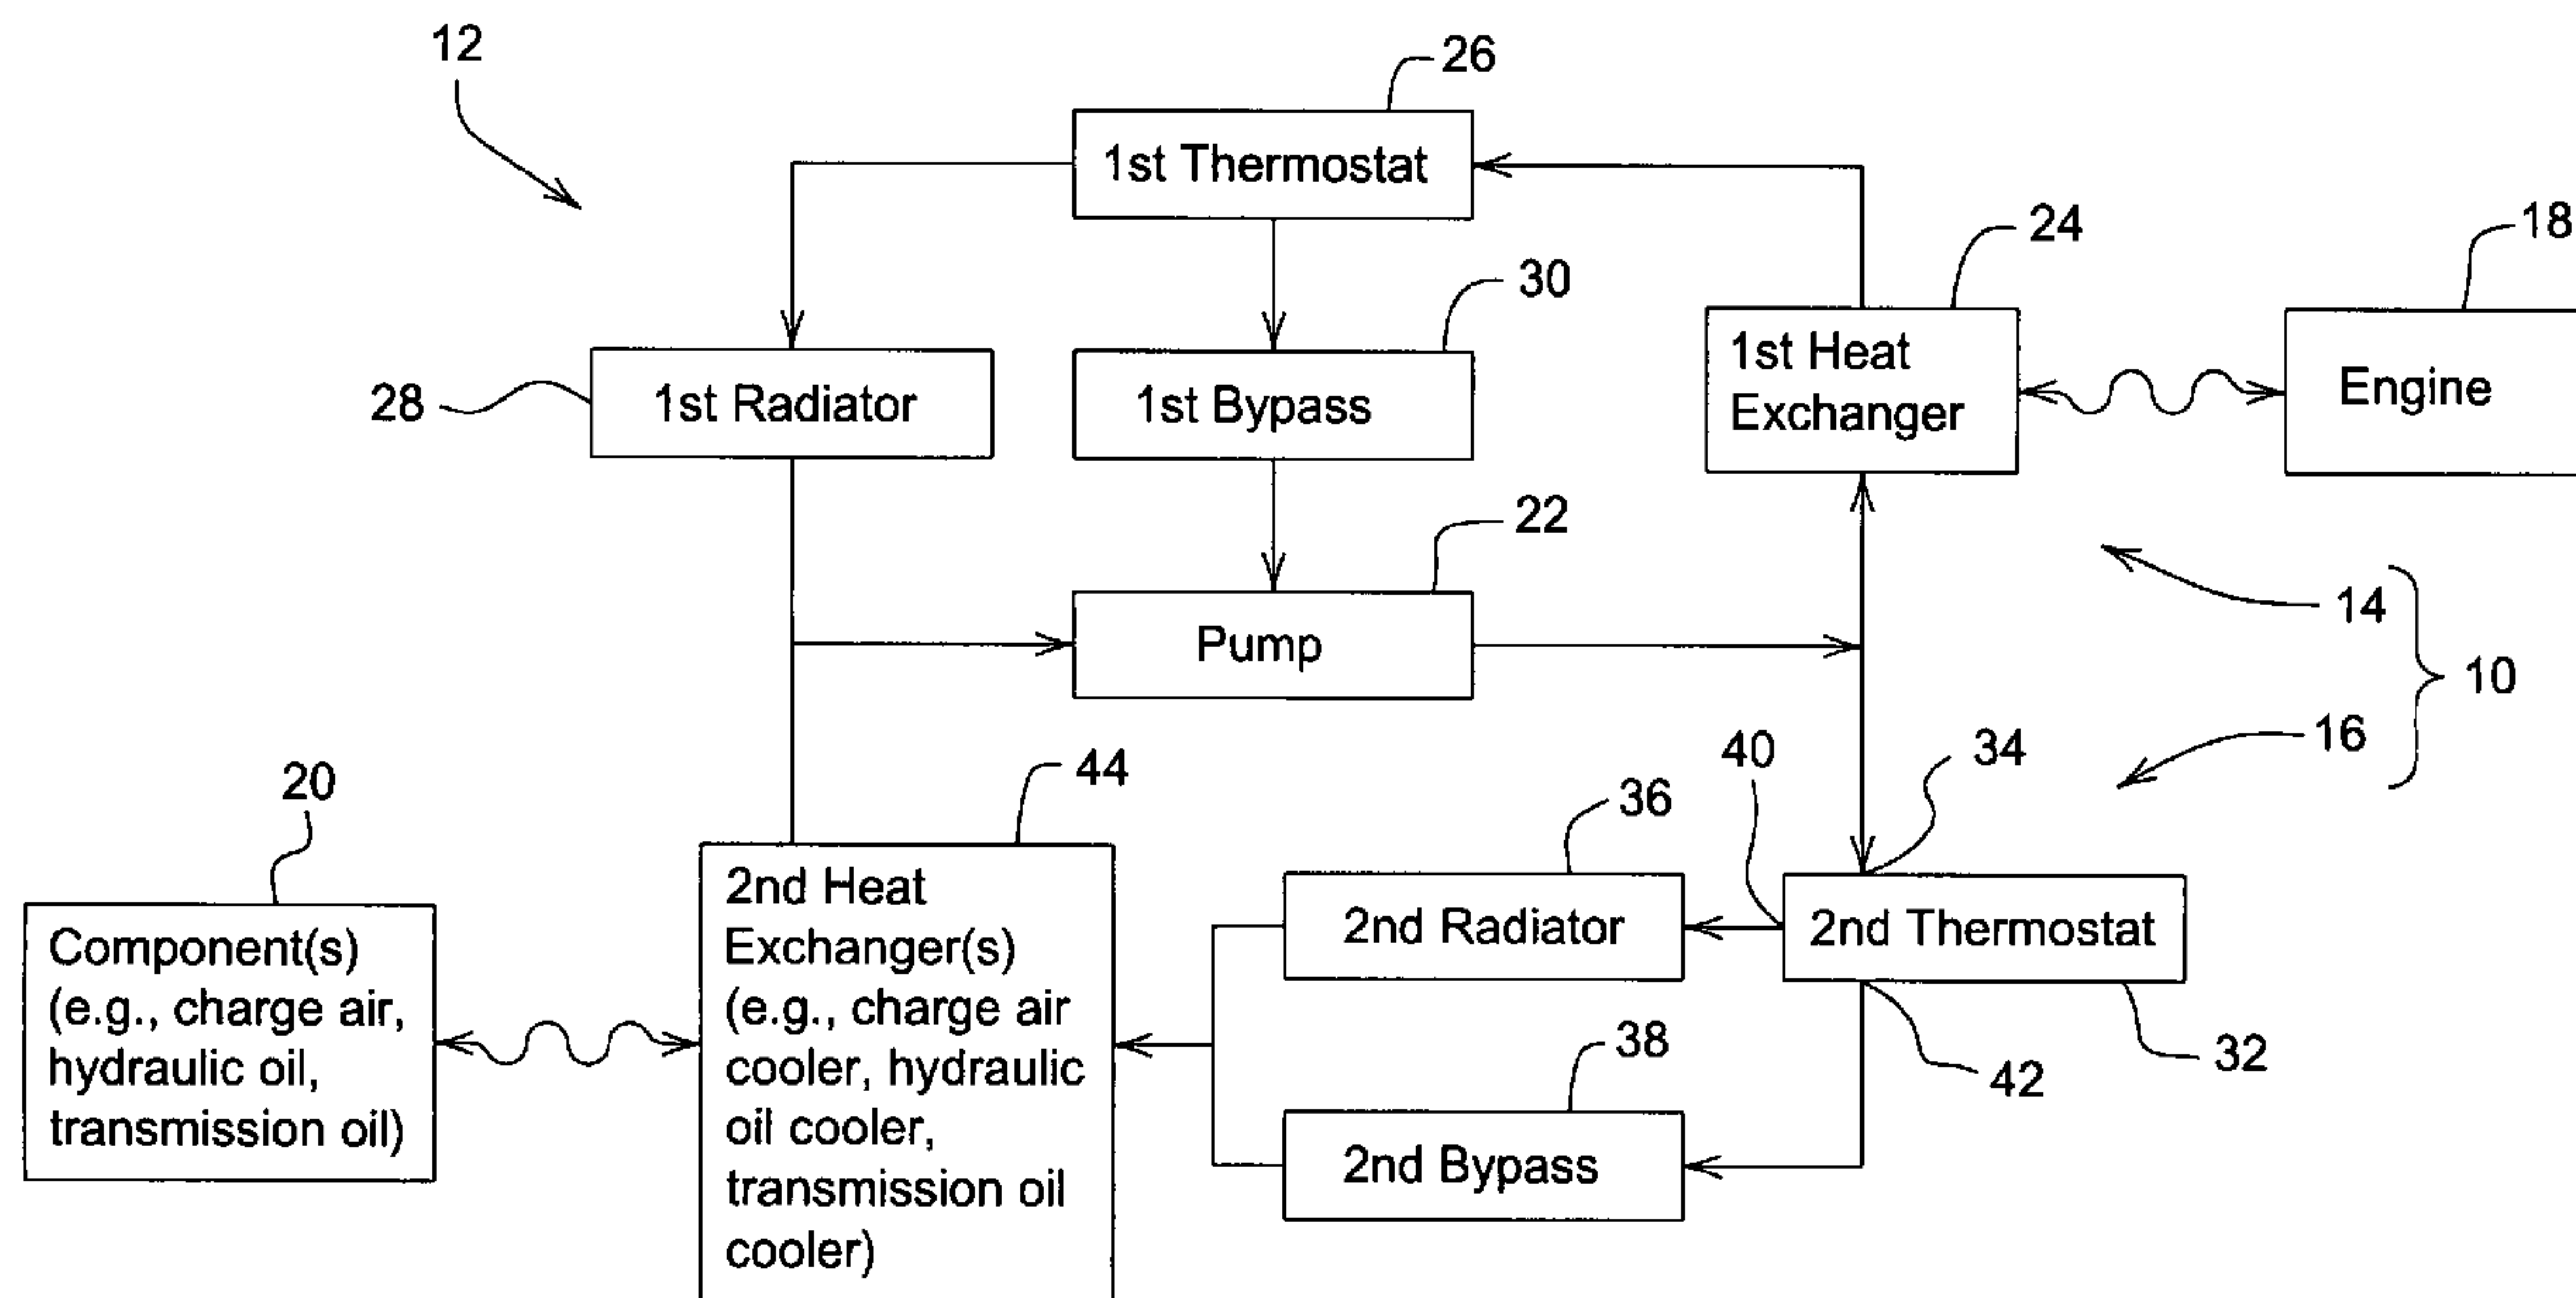 12
26
1st Thermostat
24
18
30
1st Heat
Exchanger
Engine
28
1st Radiator
1st Bypass
22
14
Pump
10
16
40
34
20
44
36
2nd Heat
Exchanger(s)
(e.g., charge air
cooler, hydraulic
oil cooler,
transmission oil
cooler)
2nd Radiator
2nd Thermostat
Component(s)
(e.g., charge air,
hydraulic oil,
transmission oil)
38
42
32
2nd Bypass